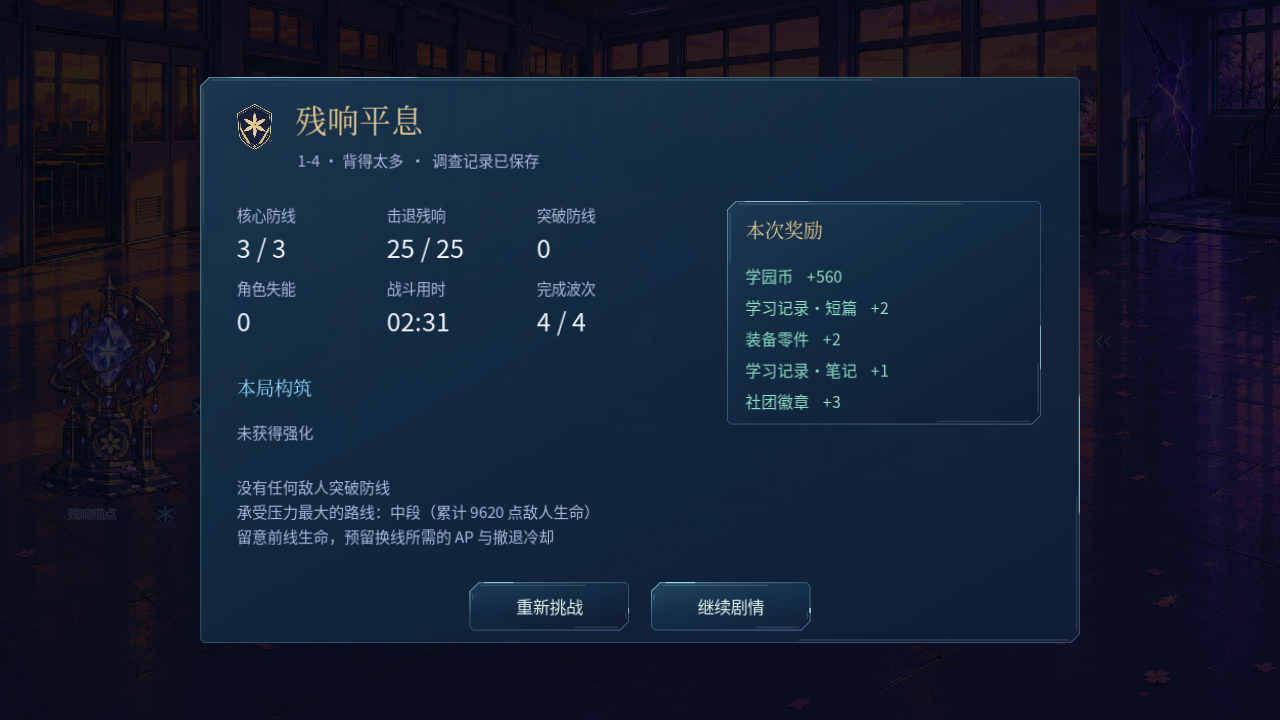 残响平息
1-4 · 背得太多 · 调查记录已保存
核心防线 击退残响 突破防线
3 / 3 25 / 25 0
角色失能 战斗用时 完成波次
0 02:31 4 / 4
本局构筑
未获得强化
没有任何敌人突破防线
承受压力最大的路线：中段（累计 9620 点敌人生命）
留意前线生命，预留换线所需的 AP 与撤退冷却
本次奖励
学园币 +560
学习记录·短篇 +2
装备零件 +2
学习记录·笔记 +1
社团徽章 +3
残响锚点
重新挑战 继续剧情